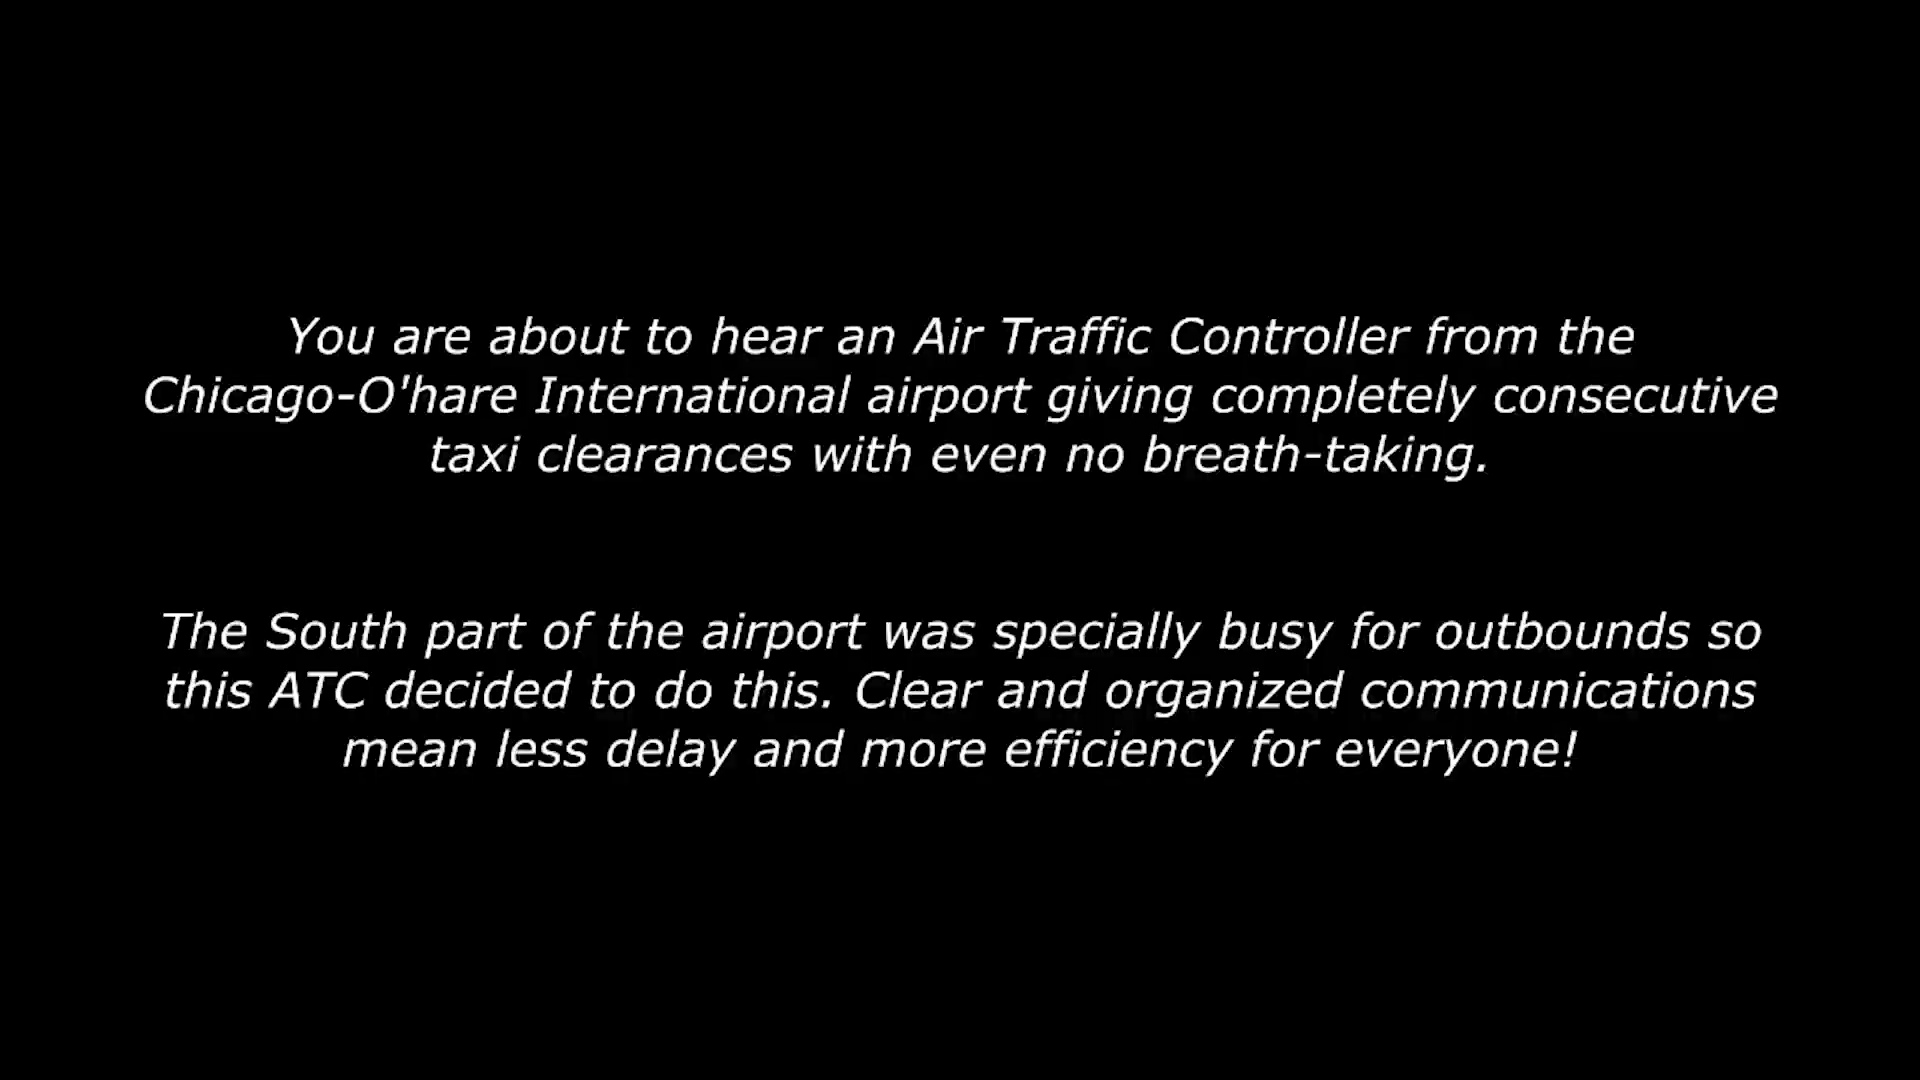 You are about to hear an Air Traffic Controller from the
Chicago-O'hare International airport giving completely consecutive
taxi clearances with even no breath-taking.
The South part of the airport was specially busy for outbounds so
this ATC decided to do this. Clear and organized communications
mean less delay and more efficiency for everyone!